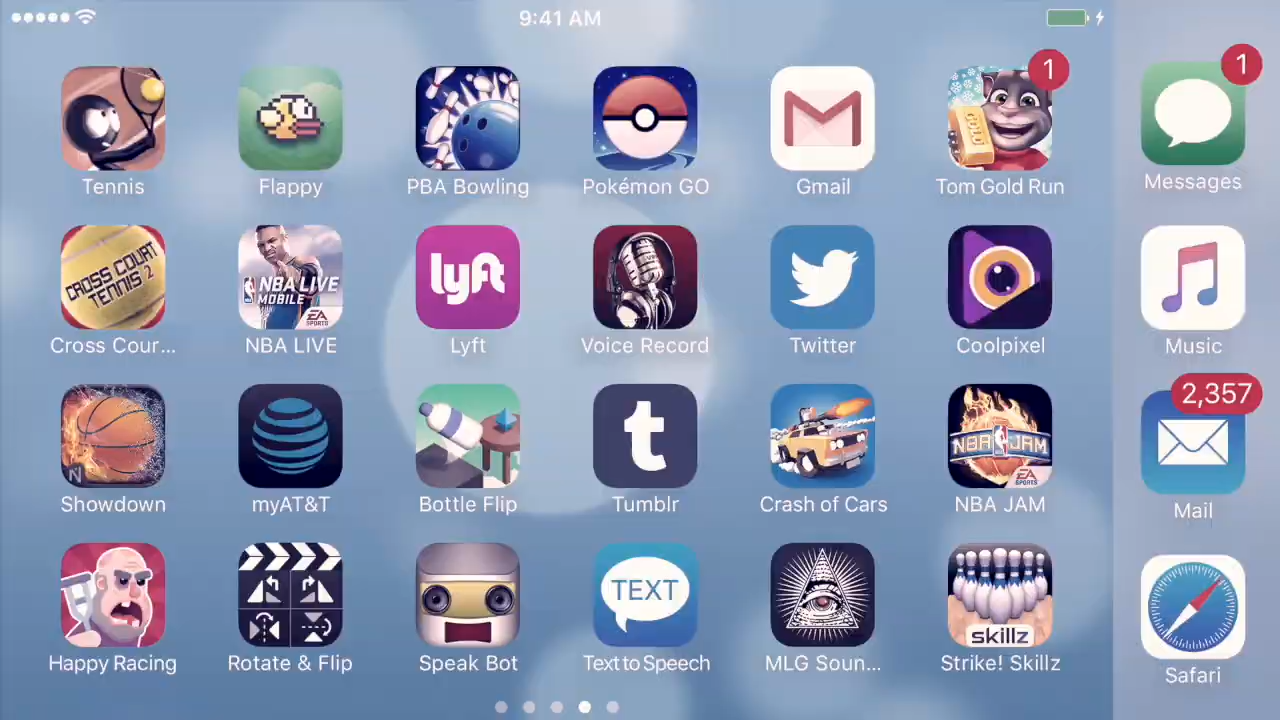 9:41 AM
1
1
GOLD
Tennis
Flappy
PBA Bowling
Pokémon GO
Gmail
Tom Gold Run
Messages
CROSS COURT
TENNIS 2
NBA LIVE
MOBILE
EA
SPORTS
lyft
Cross Cour...
NBA LIVE
Lyft
Voice Record
Twitter
Coolpixel
Music
2,357
N
t
NBA JAM
EA
SPORTS
Showdown
myAT&T
Bottle Flip
Tumblr
Crash of Cars
NBA JAM
Mail
TEXT
skillz
Happy Racing
Rotate & Flip
Speak Bot
Text to Speech
MLG Soun...
Strike! Skillz
Safari